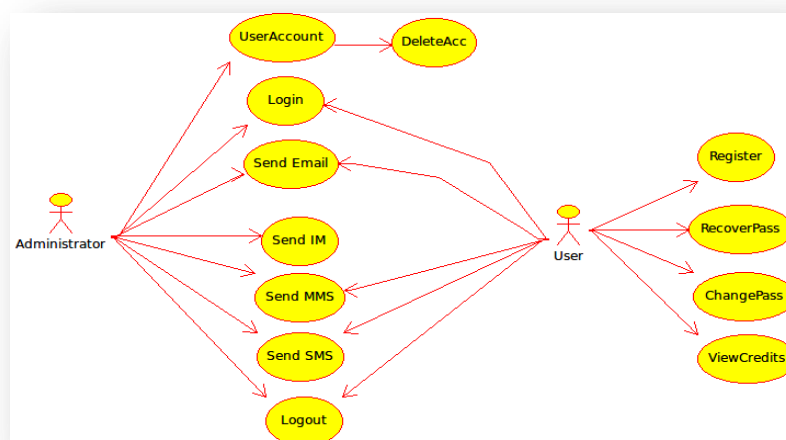 UserAccount
DeleteAcc
Login
Send Email
Register
Administrator
Send IM
User
RecoverPass
Send MMS
ChangePass
Send SMS
ViewCredits
Logout